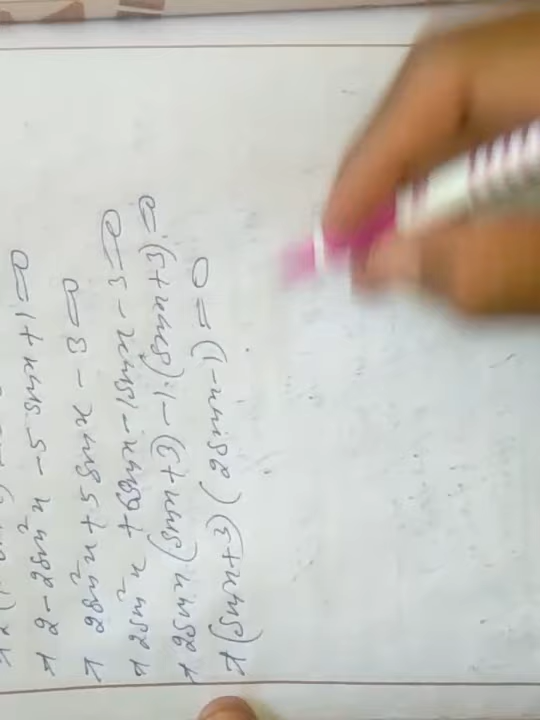 ⇒ 2 - 2sin²x - 5 sinx + 1 = 0
⇒ 2sin²x + 5 sinx - 3 = 0
⇒ 2sin²x + 6sinx - 1sinx - 3 = 0
⇒ 2sinx (sinx + 3) - 1 (sinx + 3) = 0
⇒ (sinx + 3) (2sinx - 1) = 0